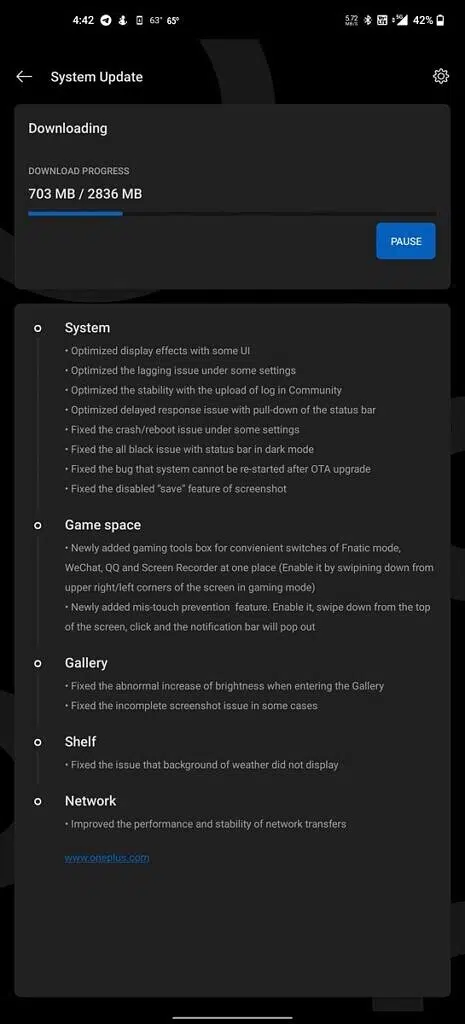 4:42 63° 65° 5.72 MB/S 5G 42%
System Update
Downloading
DOWNLOAD PROGRESS
703 MB / 2836 MB
PAUSE
System
• Optimized display effects with some UI
• Optimized the lagging issue under some settings
• Optimized the stability with the upload of log in Community
• Optimized delayed response issue with pull-down of the status bar
• Fixed the crash/reboot issue under some settings
• Fixed the all black issue with status bar in dark mode
• Fixed the bug that system cannot be re-started after OTA upgrade
• Fixed the disabled "save" feature of screenshot
Game space
• Newly added gaming tools box for convienient switches of Fnatic mode,
WeChat, QQ and Screen Recorder at one place (Enable it by swipining down from
upper right/left corners of the screen in gaming mode)
• Newly added mis-touch prevention feature. Enable it, swipe down from the top
of the screen, click and the notification bar will pop out
Gallery
• Fixed the abnormal increase of brightness when entering the Gallery
• Fixed the incomplete screenshot issue in some cases
Shelf
• Fixed the issue that background of weather did not display
Network
• Improved the performance and stability of network transfers
www.oneplus.com